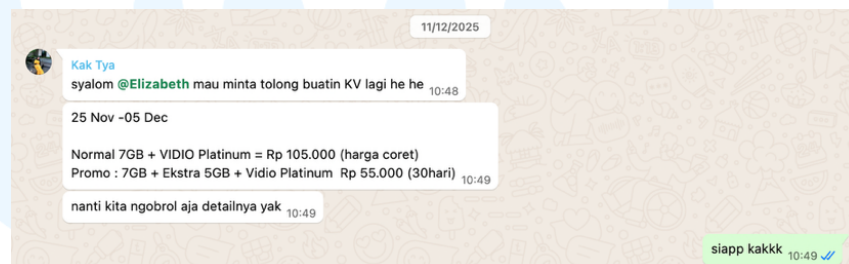 11/12/2025
Kak Tya
syalom @Elizabeth mau minta tolong buatin KV lagi he he 10:48
25 Nov -05 Dec
Normal 7GB + VIDIO Platinum = Rp 105.000 (harga coret)
Promo : 7GB + Ekstra 5GB + Vidio Platinum Rp 55.000 (30hari) 10:49
nanti kita ngobrol aja detailnya yak 10:49
siapp kakkk 10:49